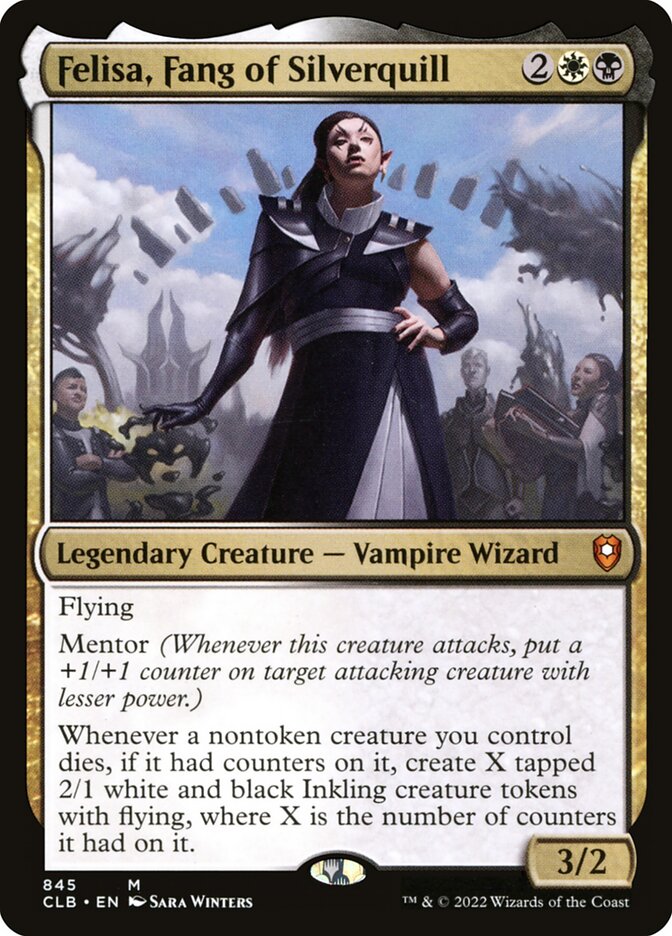 Felisa, Fang of Silverquill 2
Legendary Creature — Vampire Wizard
Flying
Mentor (Whenever this creature attacks, put a
+1/+1 counter on target attacking creature with
lesser power.)
Whenever a nontoken creature you control
dies, if it had counters on it, create X tapped
2/1 white and black Inkling creature tokens
with flying, where X is the number of counters
it had on it.
3/2
845 M
CLB • EN Sara Winters
™ & © 2022 Wizards of the Coast